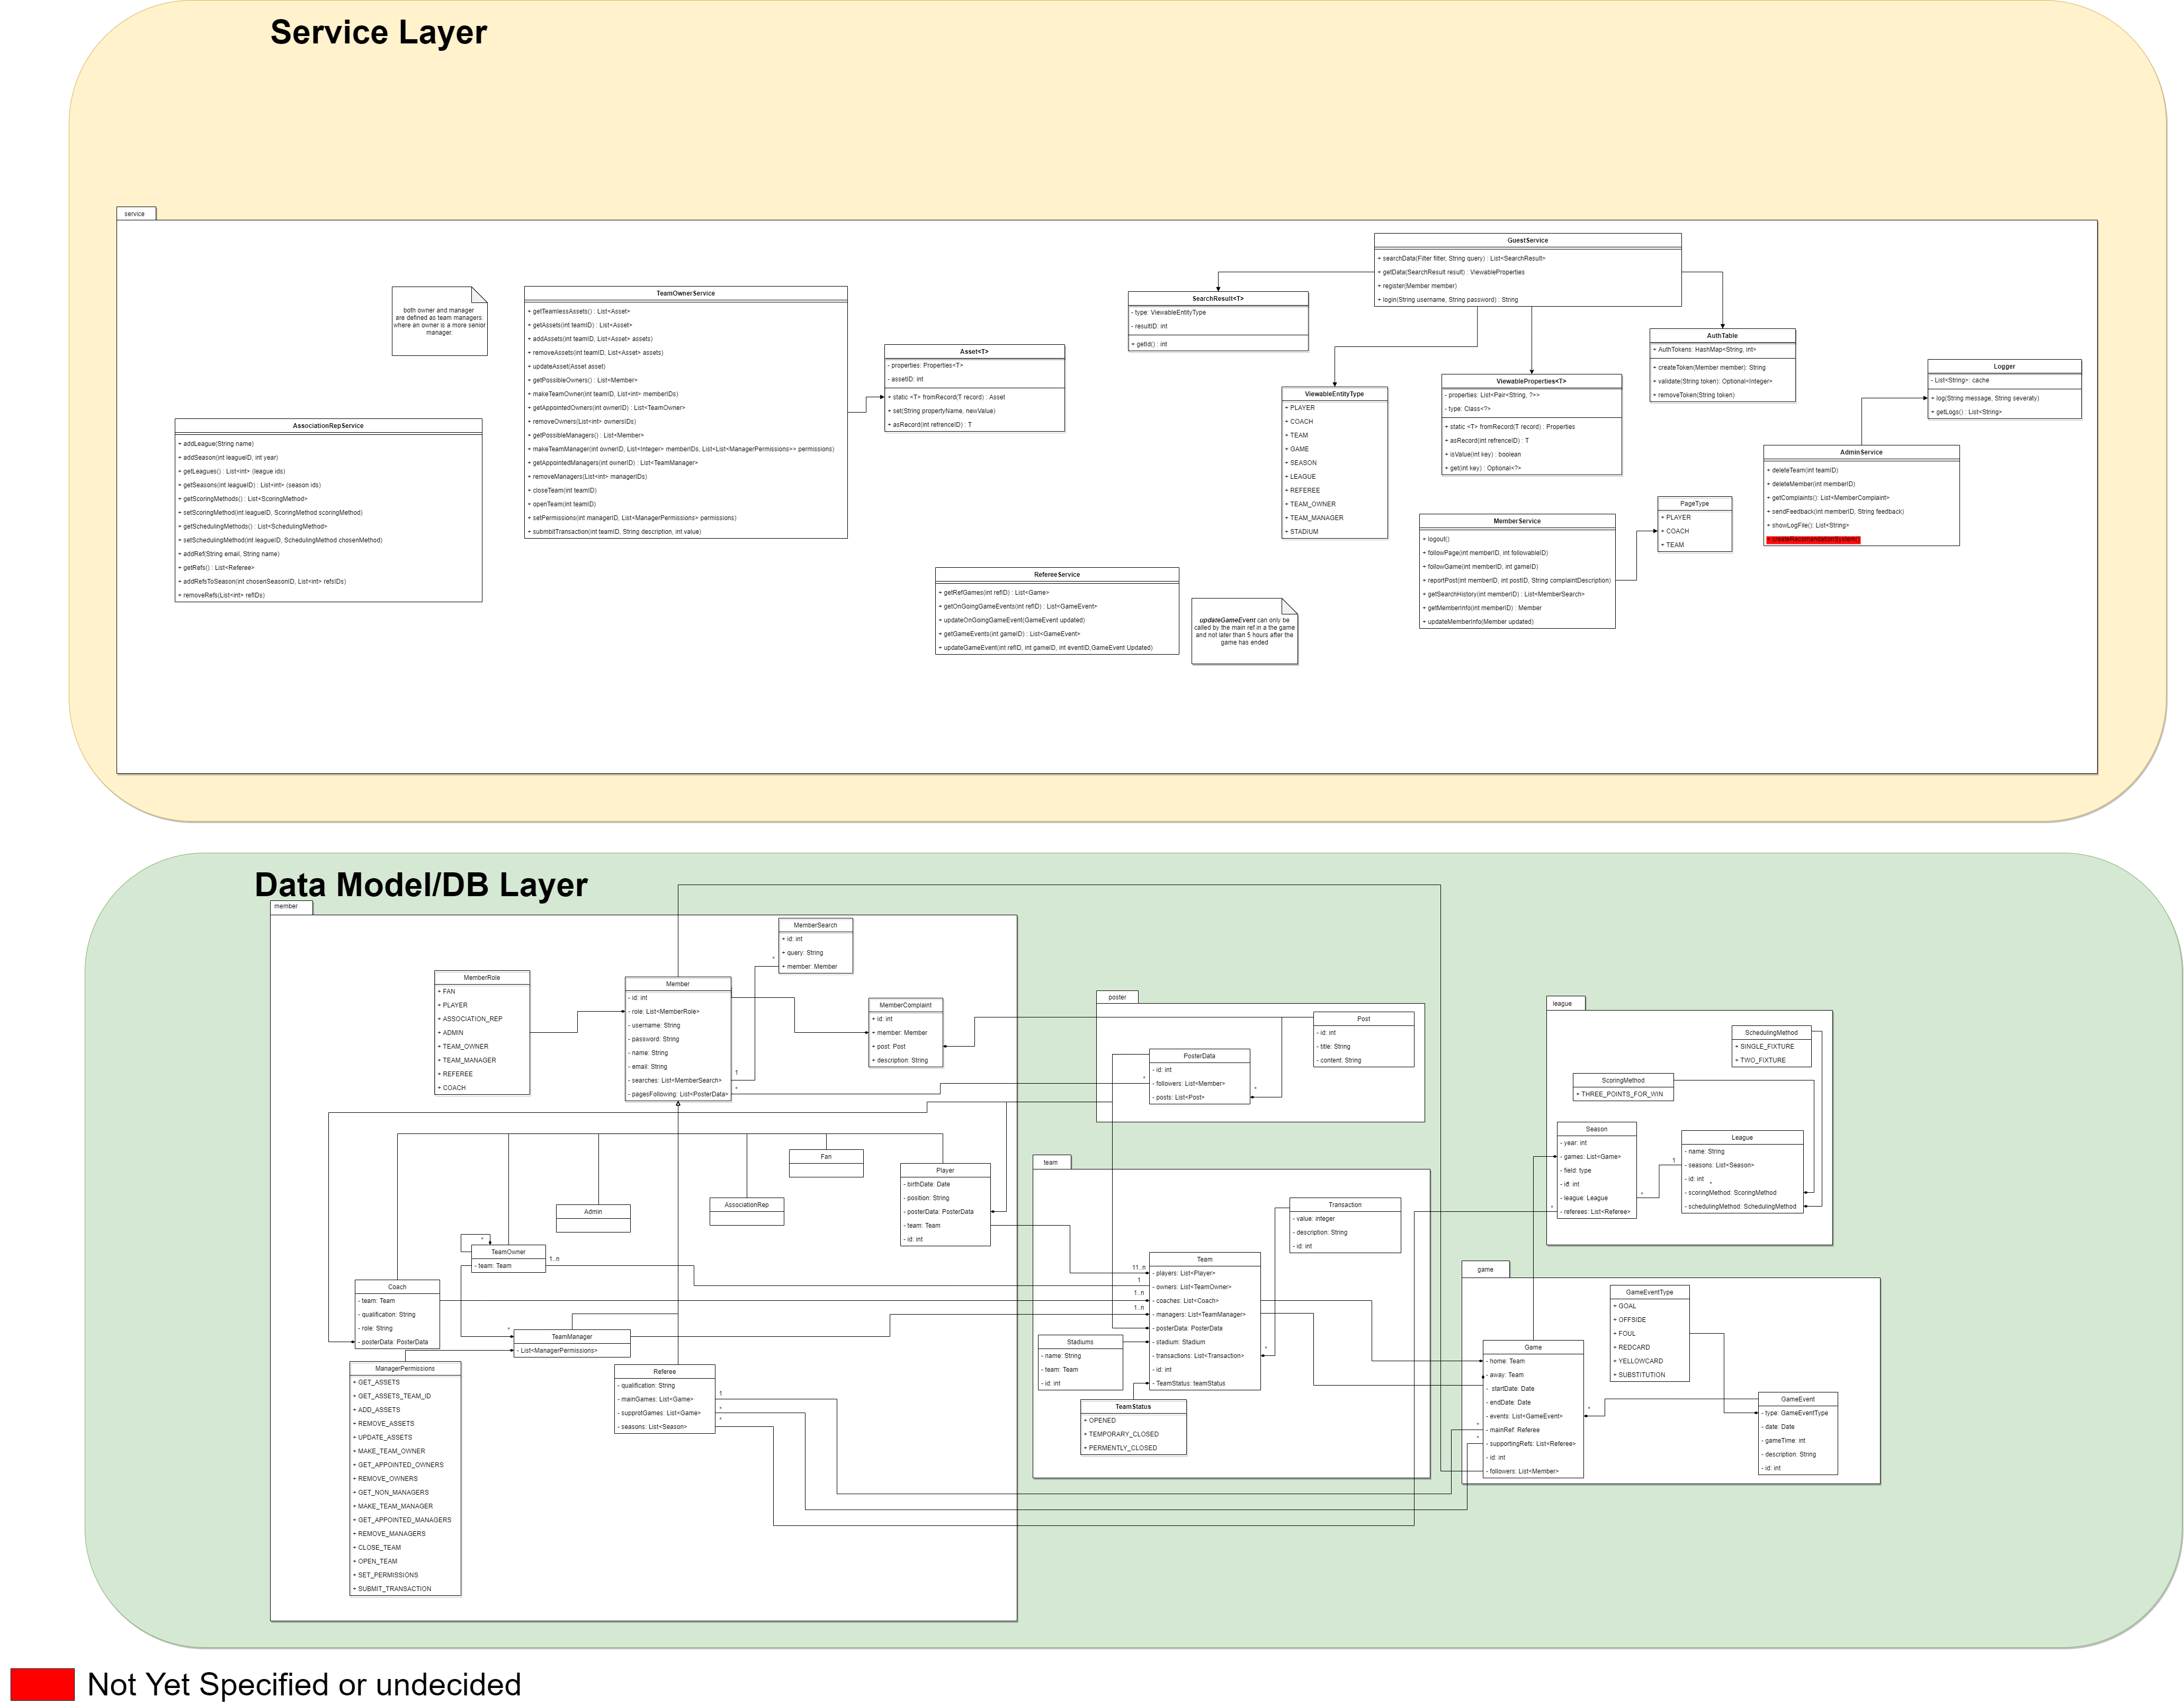 Service Layer
service
both owner and manager
are defined as team managers.
where an owner is a more senior
manager.
TeamOwnerService
+ getTeamlessAssets() : List<Asset>
+ getAssets(int teamID) : List<Asset>
+ addAssets(int teamID, List<Asset> assets)
+ removeAssets(int teamID, List<Asset> assets)
+ updateAsset(Asset asset)
+ getPossibleOwners() : List<Member>
+ makeTeamOwner(int teamID, List<int> memberIDs)
+ getAppointedOwners(int ownerID) : List<TeamOwner>
+ removeOwners(List<int> ownersIDs)
+ getPossibleManagers() : List<Member>
+ makeTeamManager(int ownerID, List<Integer> memberIDs, List<List<ManagerPermissions>> permissions)
+ getAppointedManagers(int ownerID) : List<TeamManager>
+ removeManagers(List<int> managerIDs)
+ closeTeam(int teamID)
+ openTeam(int teamID)
+ setPermissions(int managerID, List<ManagerPermissions> permissions)
+ submbitTransaction(int teamID, String description, int value)
Asset<T>
- properties: Properties<T>
- assetID: int
+ static <T> fromRecord(T record) : Asset
+ set(String propertyName, newValue)
+ asRecord(int refrenceID) : T
AssociationRepService
+ addLeague(String name)
+ addSeason(int leagueID, int year)
+ getLeagues() : List<int> (league ids)
+ getSeasons(int leagueID) : List<int> (season ids)
+ getScoringMethods() : List<ScoringMethod>
+ setScoringMethod(int leagueID, ScoringMethod scoringMethod)
+ getSchedulingMethods() : List<SchedulingMethod>
+ setSchedulingMethod(int leagueID, SchedulingMethod chosenMethod)
+ addRef(String email, String name)
+ getRefs() : List<Referee>
+ addRefsToSeason(int chosenSeasonID, List<int> refsIDs)
+ removeRefs(List<int> refIDs)
GuestService
+ searchData(Filter filter, String query) : List<SearchResult>
+ getData(SearchResult result) : ViewableProperties
+ register(Member member)
+ login(String username, String password) : String
SearchResult<T>
- type: ViewableEntityType
- resultID: int
+ getId() : int
ViewableEntityType
+ PLAYER
+ COACH
+ TEAM
+ GAME
+ SEASON
+ LEAGUE
+ REFEREE
+ TEAM_OWNER
+ TEAM_MANAGER
+ STADIUM
ViewableProperties<T>
- properties: List<Pair<String, ?>>
- type: Class<?>
+ static <T> fromRecord(T record) : Properties
+ asRecord(int refrenceID) : T
+ isValue(int key) : boolean
+ get(int key) : Optional<?>
AuthTable
+ AuthTokens: HashMap<String, int>
+ createToken(Member member): String
+ validate(String token): Optional<Integer>
+ removeToken(String token)
Logger
- List<String>: cache
+ log(String message, String severaty)
+ getLogs() : List<String>
AdminService
+ deleteTeam(int teamID)
+ deleteMember(int memberID)
+ getComplaints(): List<MemberComplaint>
+ sendFeedback(int memberID, String feedback)
+ showLogFile(): List<String>
+ createRecomandationSystem()
PageType
+ PLAYER
+ COACH
+ TEAM
MemberService
+ logout()
+ followPage(int memberID, int followableID)
+ followGame(int memberID, int gameID)
+ reportPost(int memberID, int postID, String complaintDescription)
+ getSearchHistory(int memberID) : List<MemberSearch>
+ getMemberInfo(int memberID) : Member
+ updateMemberInfo(Member updated)
RefereeService
+ getRefGames(int refID) : List<Game>
+ getOnGoingGameEvents(int refID) : List<GameEvent>
+ updateOnGoingGameEvent(GameEvent updated)
+ getGameEvents(int gameID) : List<GameEvent>
+ updateGameEvent(int refID, int gameID, int eventID,GameEvent Updated)
updateGameEvent can only be
called by the main ref in a the game
and not later than 5 hours after the
game has ended
Data Model/DB Layer
member
MemberSearch
+ id: int
+ query: String
+ member: Member
*
MemberRole
+ FAN
+ PLAYER
+ ASSOCIATION_REP
+ ADMIN
+ TEAM_OWNER
+ TEAM_MANAGER
+ REFEREE
+ COACH
Member
- id: int
- role: List<MemberRole>
- username: String
- password: String
- name: String
- email: String
- searches: List<MemberSearch>
- pagesFollowing: List<PosterData>
1
*
MemberComplaint
+ id: int
+ member: Member
+ post: Post
+ description: String
Fan
Player
- birthDate: Date
- position: String
- posterData: PosterData
- team: Team
- id: int
Admin
AssociationRep
*
TeamOwner
- team: Team
1..n
Coach
- team: Team
- qualification: String
- role: String
- posterData: PosterData
*
TeamManager
- List<ManagerPermissions>
ManagerPermissions
+ GET_ASSETS
+ GET_ASSETS_TEAM_ID
+ ADD_ASSETS
+ REMOVE_ASSETS
+ UPDATE_ASSETS
+ MAKE_TEAM_OWNER
+ GET_APPOINTED_OWNERS
+ REMOVE_OWNERS
+ GET_NON_MANAGERS
+ MAKE_TEAM_MANAGER
+ GET_APPOINTED_MANAGERS
+ REMOVE_MANAGERS
+ CLOSE_TEAM
+ OPEN_TEAM
+ SET_PERMISSIONS
+ SUBMIT_TRANSACTION
Referee
- qualification: String
- mainGames: List<Game>
- supprotGames: List<Game>
- seasons: List<Season>
1
*
*
poster
Post
- id: int
- title: String
- content: String
PosterData
- id: int
- followers: List<Member>
- posts: List<Post>
*
*
team
Transaction
- value: integer
- description: String
- id: int
Team
- players: List<Player>
- owners: List<TeamOwner>
- coaches: List<Coach>
- managers: List<TeamManager>
- posterData: PosterData
- stadium: Stadium
- transactions: List<Transaction>
- id: int
- TeamStatus: teamStatus
11..n
1
1..n
1..n
*
Stadiums
- name: String
- team: Team
- id: int
TeamStatus
+ OPENED
+ TEMPORARY_CLOSED
+ PERMENTLY_CLOSED
league
SchedulingMethod
+ SINGLE_FIXTURE
+ TWO_FIXTURE
ScoringMethod
+ THREE_POINTS_FOR_WIN
Season
- year: int
- games: List<Game>
- field: type
- id: int
- league: League
- referees: List<Referee>
*
1
*
League
- name: String
- seasons: List<Season>
- id: int
*
- scoringMethod: ScoringMethod
- schedulingMethod: SchedulingMethod
game
GameEventType
+ GOAL
+ OFFSIDE
+ FOUL
+ REDCARD
+ YELLOWCARD
+ SUBSTITUTION
Game
- home: Team
- away: Team
- startDate: Date
- endDate: Date
- events: List<GameEvent>
- mainRef: Referee
- supportingRefs: List<Referee>
- id: int
- followers: List<Member>
*
*
*
GameEvent
- type: GameEventType
- date: Date
- gameTime: int
- description: String
- id: int
Not Yet Specified or undecided